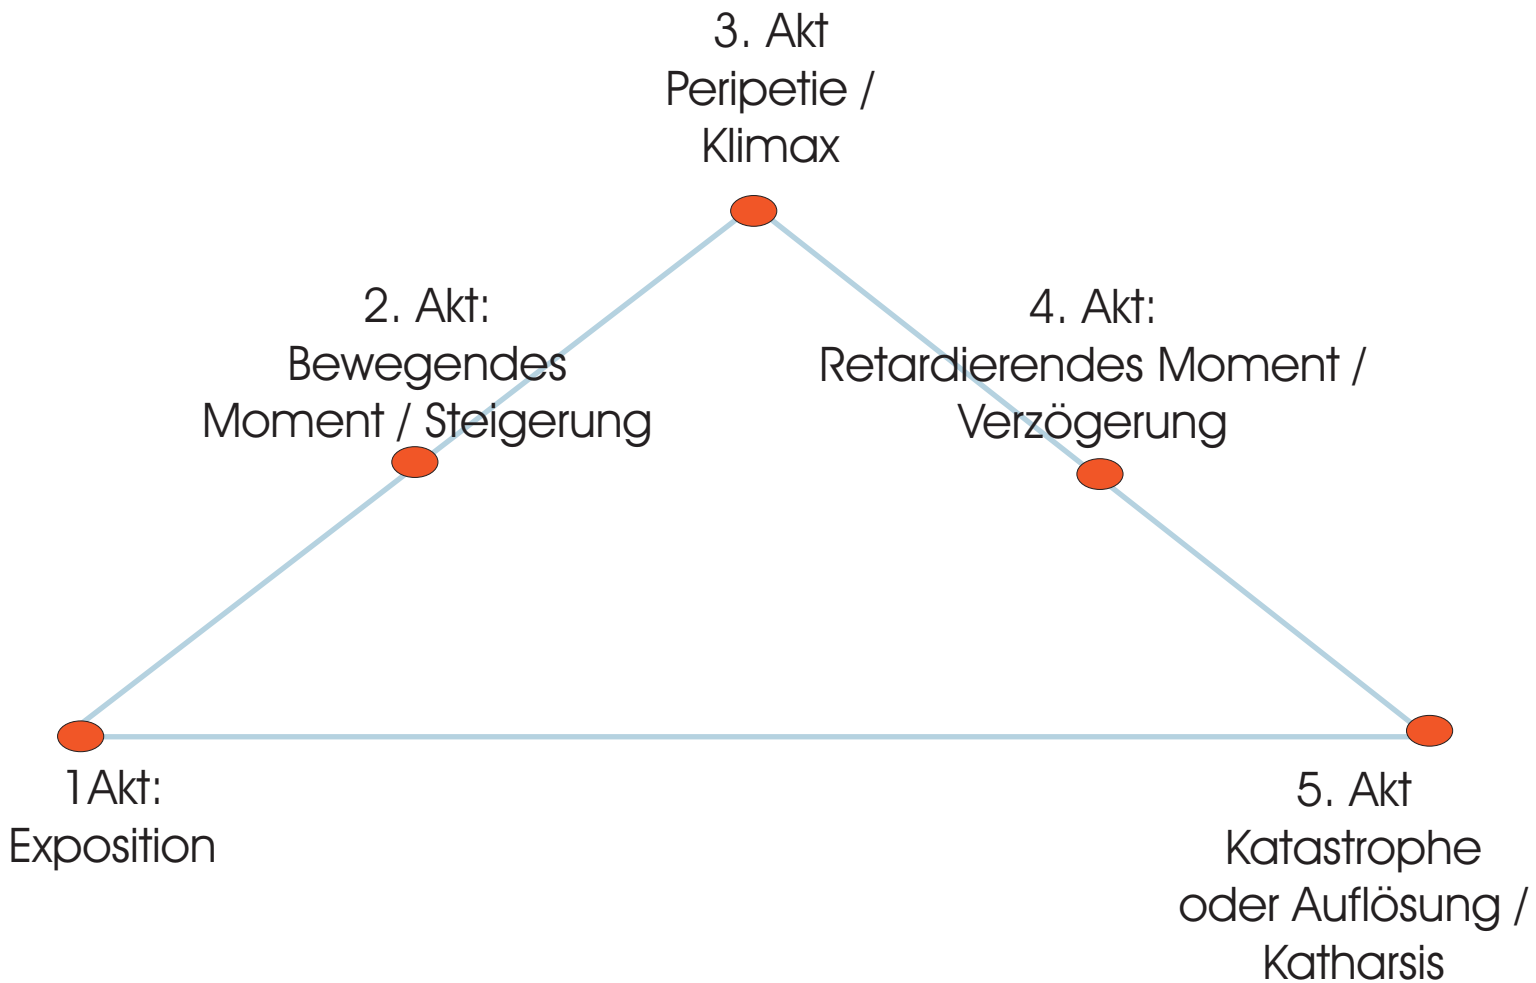 3. Akt
Peripetie /
Klimax
2. Akt:
Bewegendes
Moment / Steigerung
4. Akt:
Retardierendes Moment /
Verzögerung
1Akt:
Exposition
5. Akt
Katastrophe
oder Auflösung /
Katharsis